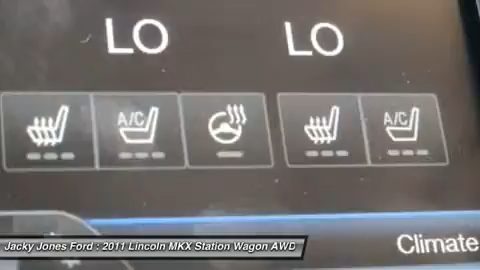 LO LO
A/C A/C
Climate
Jacky Jones Ford : 2011 Lincoln MKX Station Wagon AWD